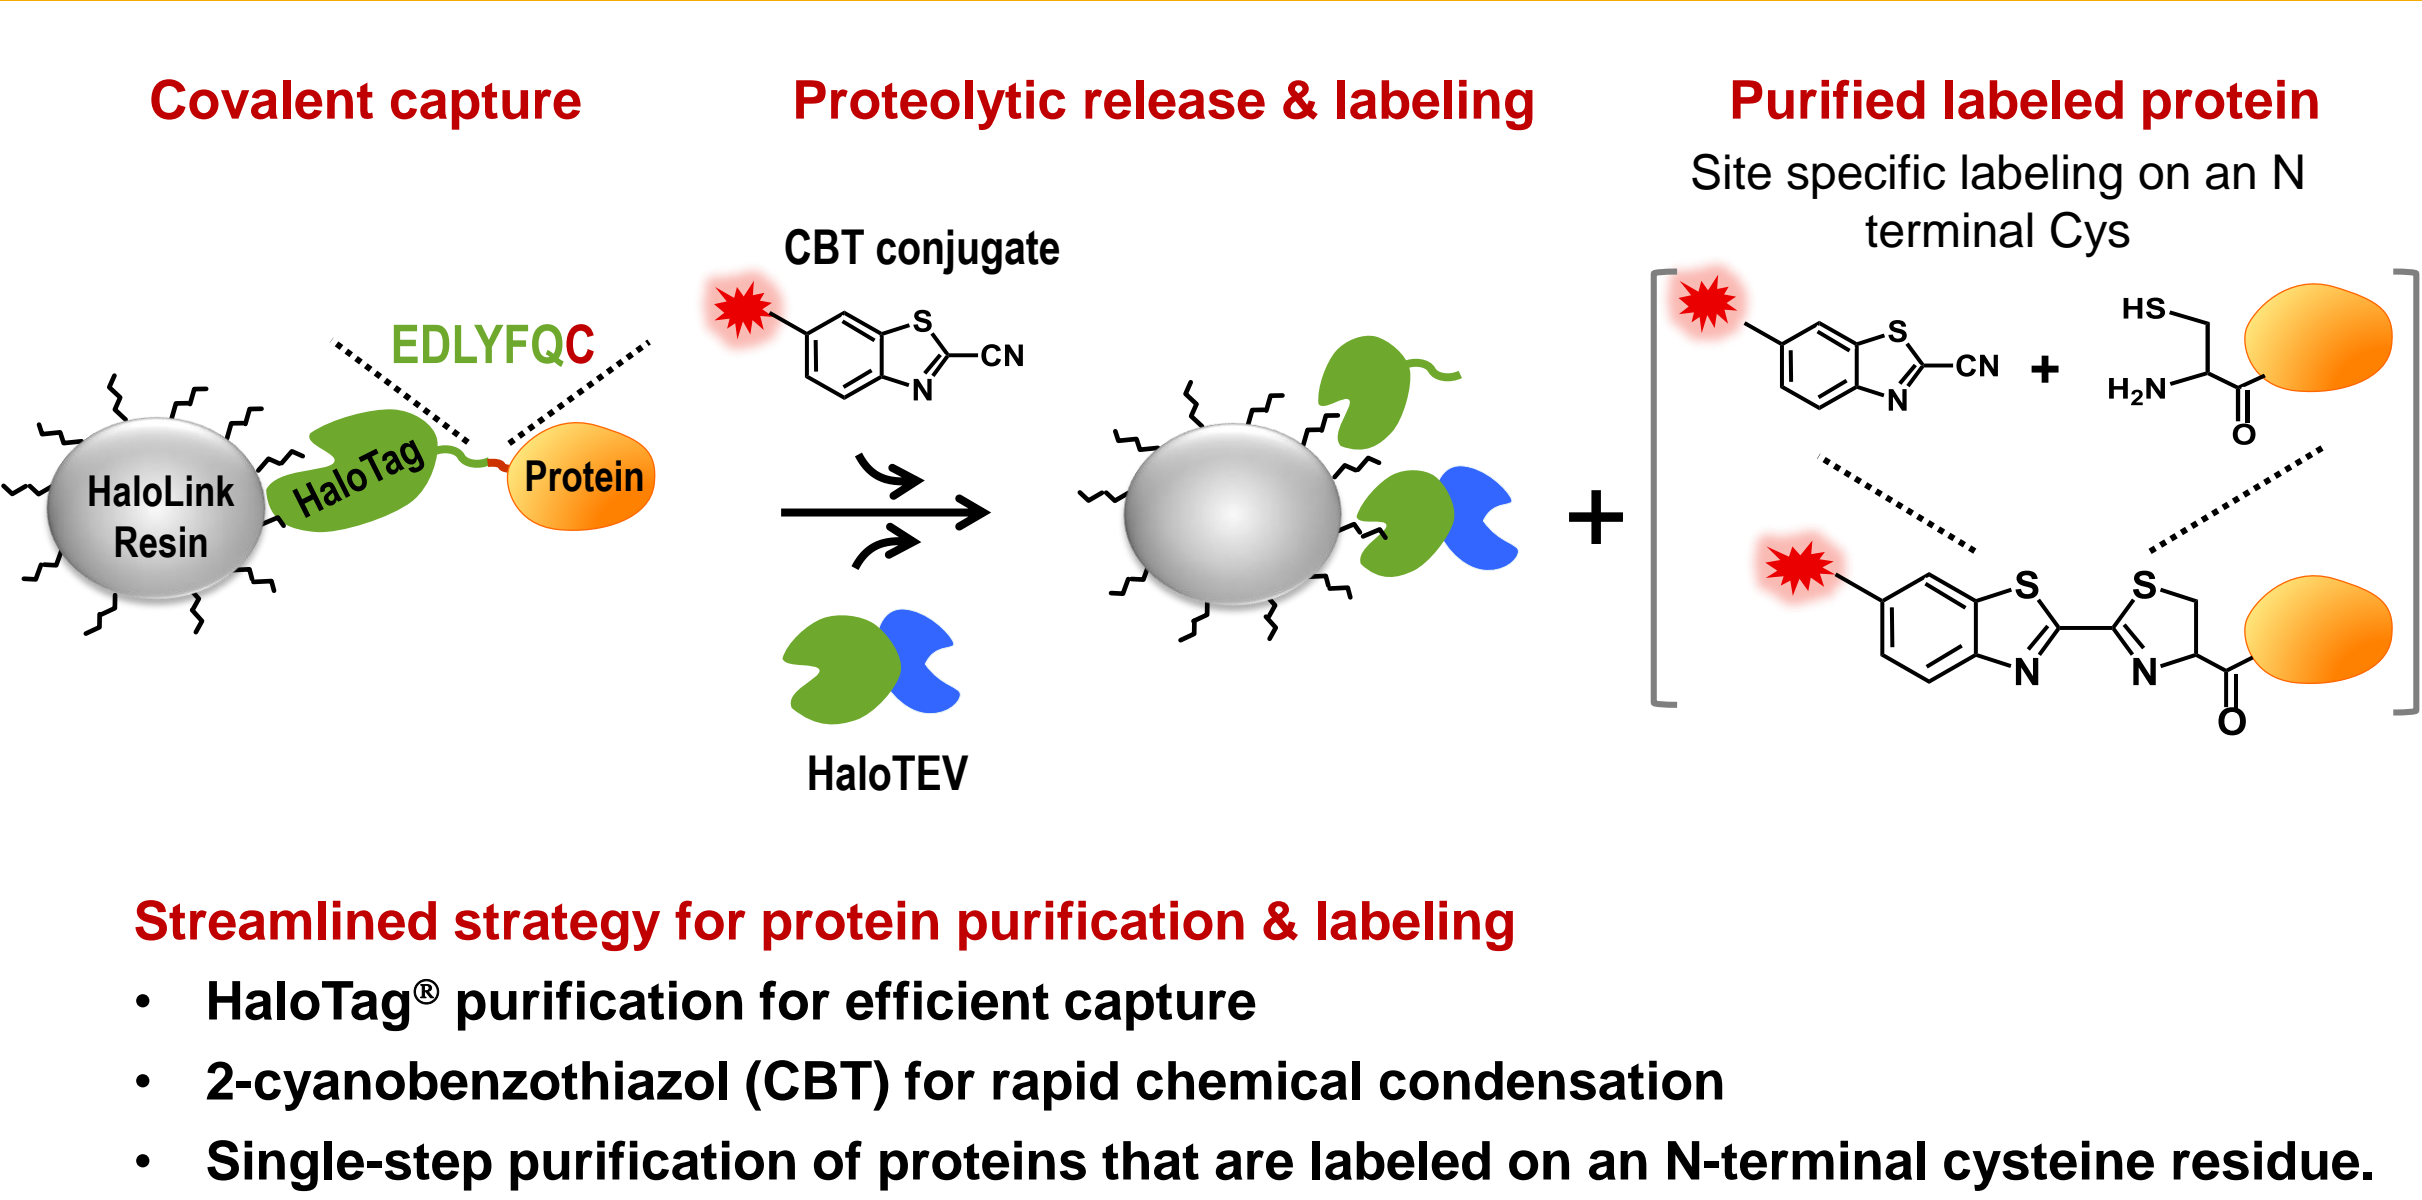 Covalent capture
Proteolytic release & labeling
Purified labeled protein
Site specific labeling on an N
terminal Cys
CBT conjugate
EDLYFQC
HaloLink
Resin
HaloTag
Protein
S
N
CN
HaloTEV
+
S
N
CN
+
HS
H₂N
O
S
N
S
N
O
Streamlined strategy for protein purification & labeling
• HaloTag® purification for efficient capture
• 2-cyanobenzothiazol (CBT) for rapid chemical condensation
• Single-step purification of proteins that are labeled on an N-terminal cysteine residue.